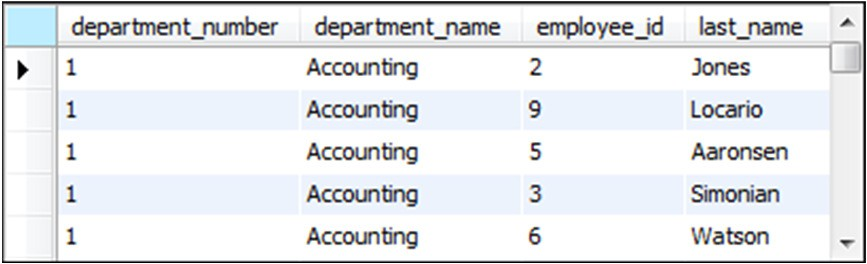 department_number department_name employee_id last_name
1 Accounting 2 Jones
1 Accounting 9 Locario
1 Accounting 5 Aaronsen
1 Accounting 3 Simonian
1 Accounting 6 Watson